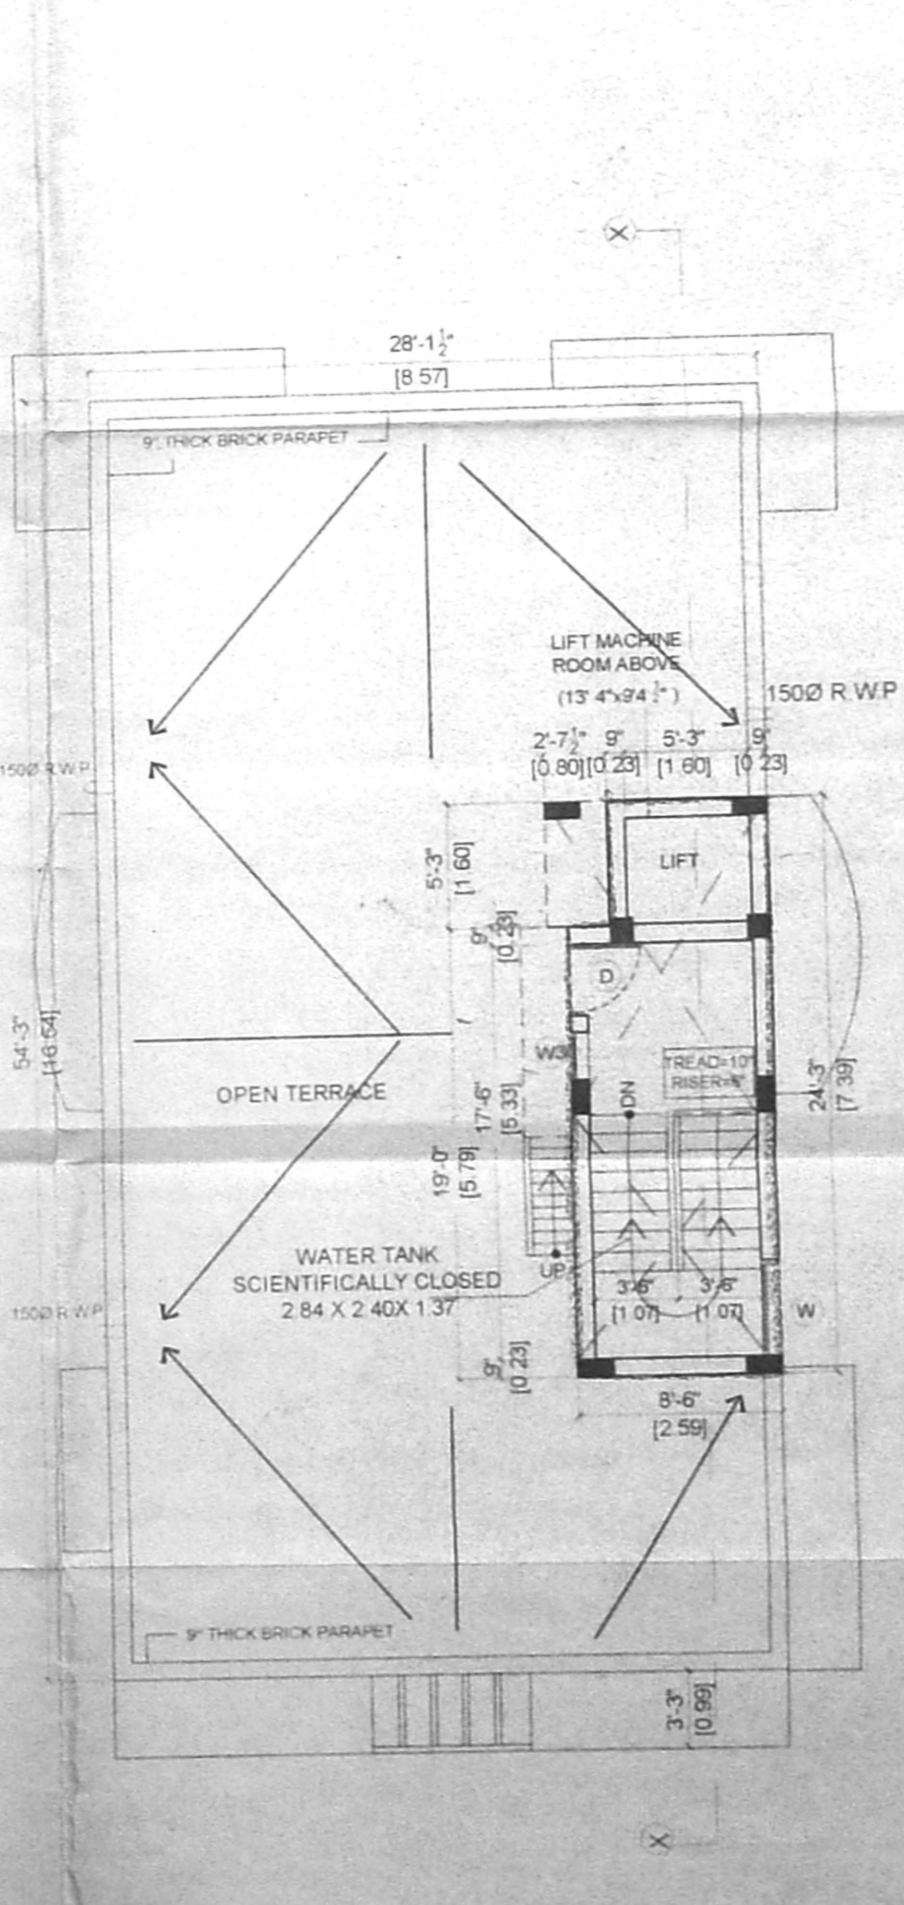 X
28'-1½"
[8.57]
9" THICK BRICK PARAPET
LIFT MACHINE
ROOM ABOVE
(13' 4"x9'4½")
150Ø R.W.P
2'-7½" 9" 5'-3" 9"
[0.80] [0.23] [1.60] [0.23]
150Ø R.W.P
5'-3"
[1.60]
LIFT
9"
[0.23]
D
54'-3"
[16.54]
W3
TREAD=10"
RISER=6"
24'-3"
[7.39]
OPEN TERRACE
DN
17'-6"
[5.33]
19'-0"
[5.79]
WATER TANK
SCIENTIFICALLY CLOSED
2.84 X 2.40X 1.37
UP
3'-6" 3'-6"
[1.07] [1.07]
W
150Ø R.W.P
9"
[0.23]
8'-6"
[2.59]
9" THICK BRICK PARAPET
3'-3"
[0.99]
X